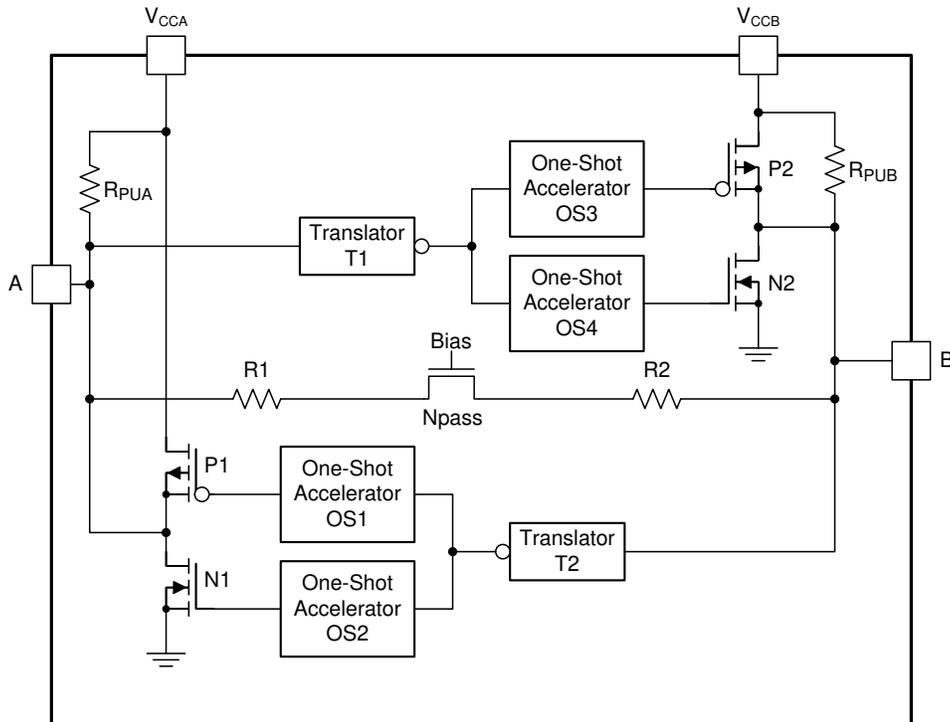 VCCA
VCCB
One-Shot
Accelerator
OS3
P2
RPUB
RPUA
Translator
T1
A
One-Shot
Accelerator
OS4
N2
Bias
R1
R2
B
Npass
P1
One-Shot
Accelerator
OS1
Translator
T2
N1
One-Shot
Accelerator
OS2